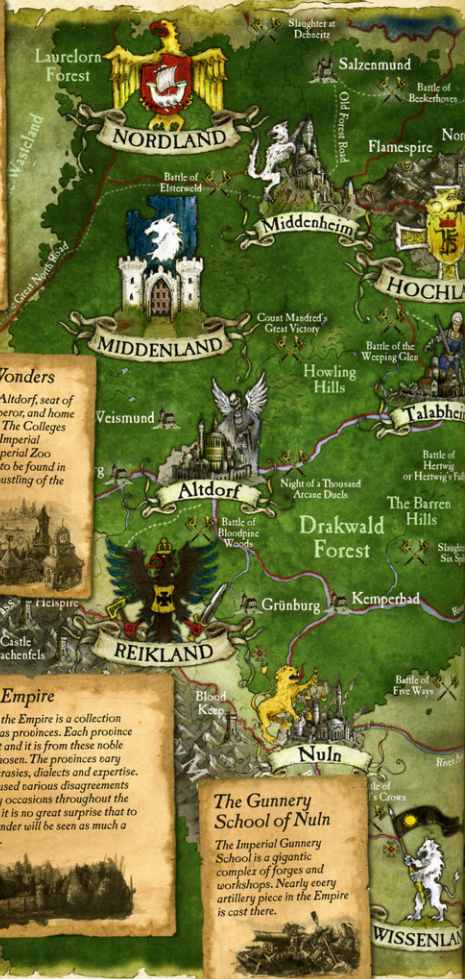 Slaughter at
Debneitz
Laurelorn
Forest
Salzenmund
Battle of
Beekerhoven
NORDLAND
Old Forest Road
Wasteland
Flamespire
Battle of
Elsterweld
Middenheim
Great North Road
HOCHLA
MIDDENLAND
Count Mandred's
Great Victory
Battle of the
Weeping Glen
Howling
Hills
Wonders
Altdorf, seat of
peror, and home
The Colleges
Imperial
perial Zoo
to be found in
ustling of the
Weismund
Talabhei
Battle of
Hertwig
or Hertwig's
Altdorf
Night of a Thousand
Arcane Duels
The Barren
Hills
Battle of
Bloodpine
Woods
Drakwald
Forest
Slaughte
Six
Helspire
Grünburg
Kemperbad
Castle
achenfels
REIKLAND
Battle of
Five Ways
Blood
Keep
Empire
the Empire is a collection
as provinces. Each province
t and it is from these noble
hosen. The provinces vary
rasies, dialects and expertise.
used various disagreements
y occasions throughout the
it is no great surprise that to
nder will be seen as much a
Nuln
River
tle of
's Crows
The Gunnery
School of Nuln
The Imperial Gunnery
School is a gigantic
complex of forges and
workshops. Nearly every
artillery piece in the Empire
is cast there.
WISSENLAN